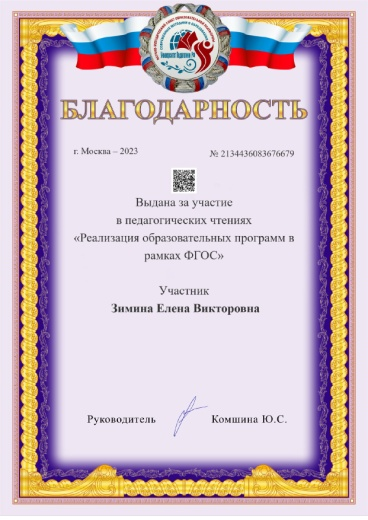 БЛАГОДАРНОСТЬ
г. Москва – 2023
№ 2134436083676679
Выдана за участие
в педагогических чтениях
«Реализация образовательных программ в
рамках ФГОС»
Участник
Зимина Елена Викторовна
Руководитель
Комшина Ю.С.